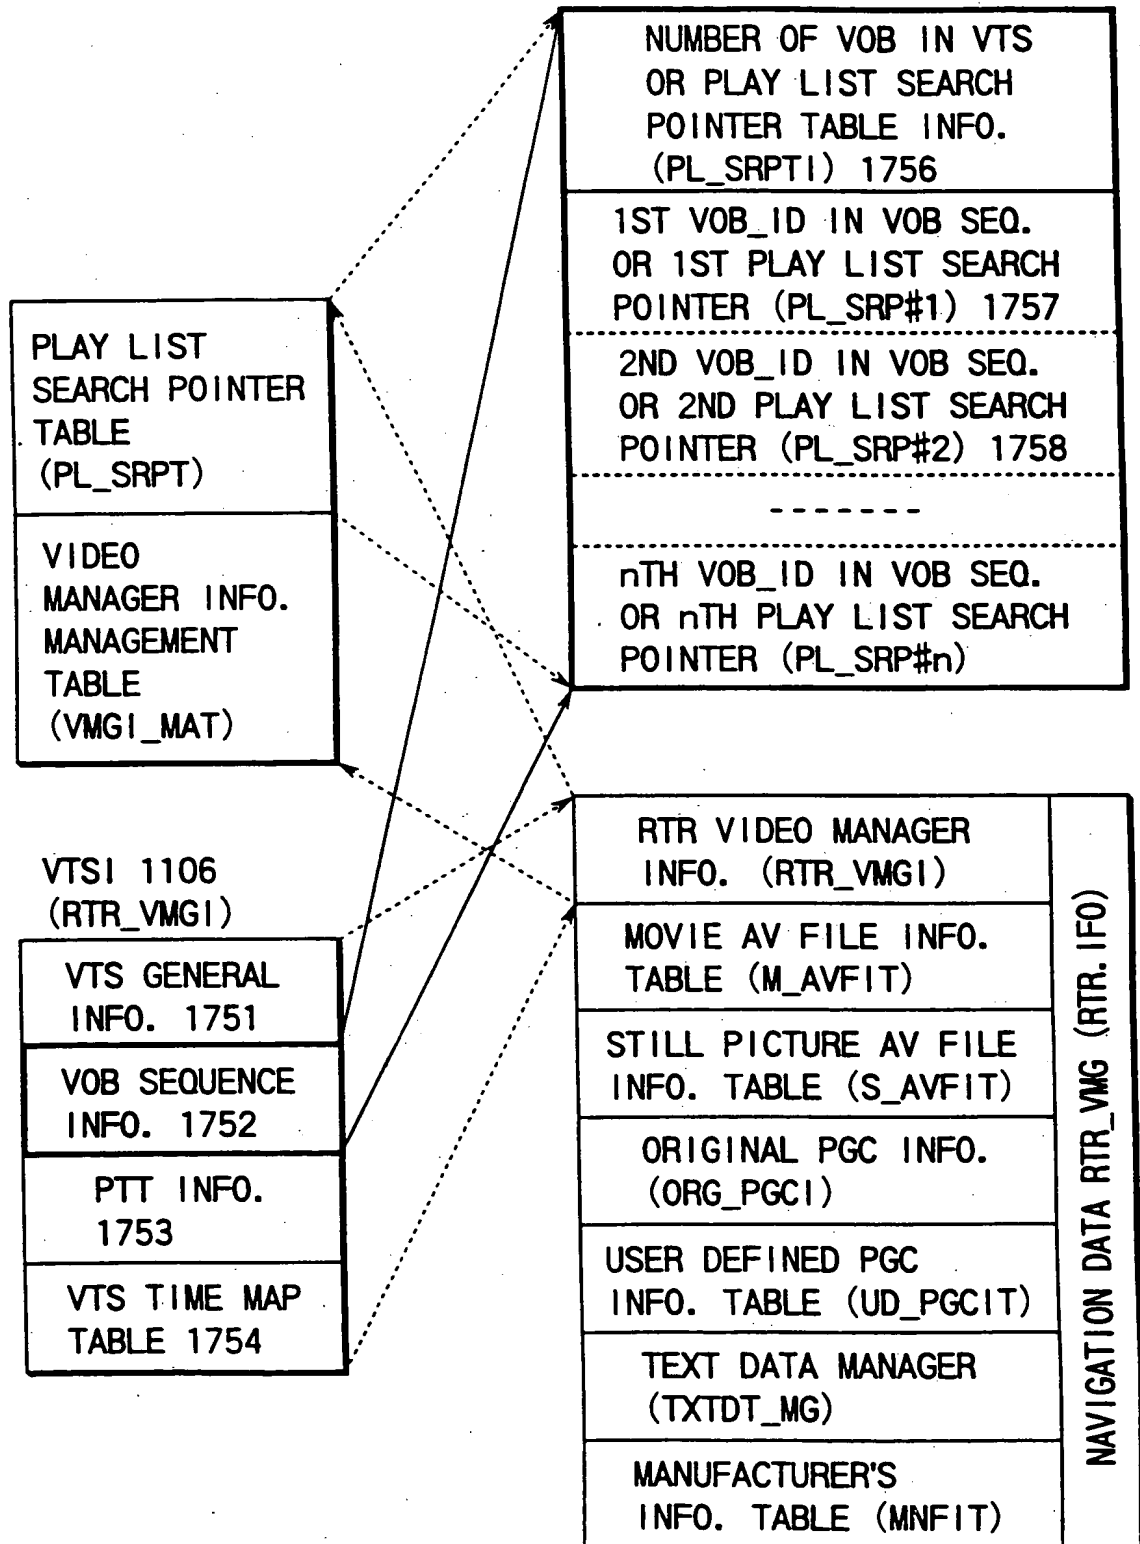 NUMBER OF VOB IN VTS
OR PLAY LIST SEARCH
POINTER TABLE INFO.
(PL_SRPTI) 1756
1ST VOB_ID IN VOB SEQ.
OR 1ST PLAY LIST SEARCH
POINTER (PL_SRP#1) 1757
2ND VOB_ID IN VOB SEQ.
OR 2ND PLAY LIST SEARCH
POINTER (PL_SRP#2) 1758
-------
nTH VOB_ID IN VOB SEQ.
OR nTH PLAY LIST SEARCH
POINTER (PL_SRP#n)
PLAY LIST
SEARCH POINTER
TABLE
(PL_SRPT)
VIDEO
MANAGER INFO.
MANAGEMENT
TABLE
(VMGI_MAT)
VTSI 1106
(RTR_VMGI)
VTS GENERAL
INFO. 1751
VOB SEQUENCE
INFO. 1752
PTT INFO.
1753
VTS TIME MAP
TABLE 1754
RTR VIDEO MANAGER
INFO. (RTR_VMGI)
MOVIE AV FILE INFO.
TABLE (M_AVFIT)
STILL PICTURE AV FILE
INFO. TABLE (S_AVFIT)
ORIGINAL PGC INFO.
(ORG_PGCI)
USER DEFINED PGC
INFO. TABLE (UD_PGCIT)
TEXT DATA MANAGER
(TXTDT_MG)
MANUFACTURER'S
INFO. TABLE (MNFIT)
NAVIGATION DATA RTR_VMG (RTR.IFO)